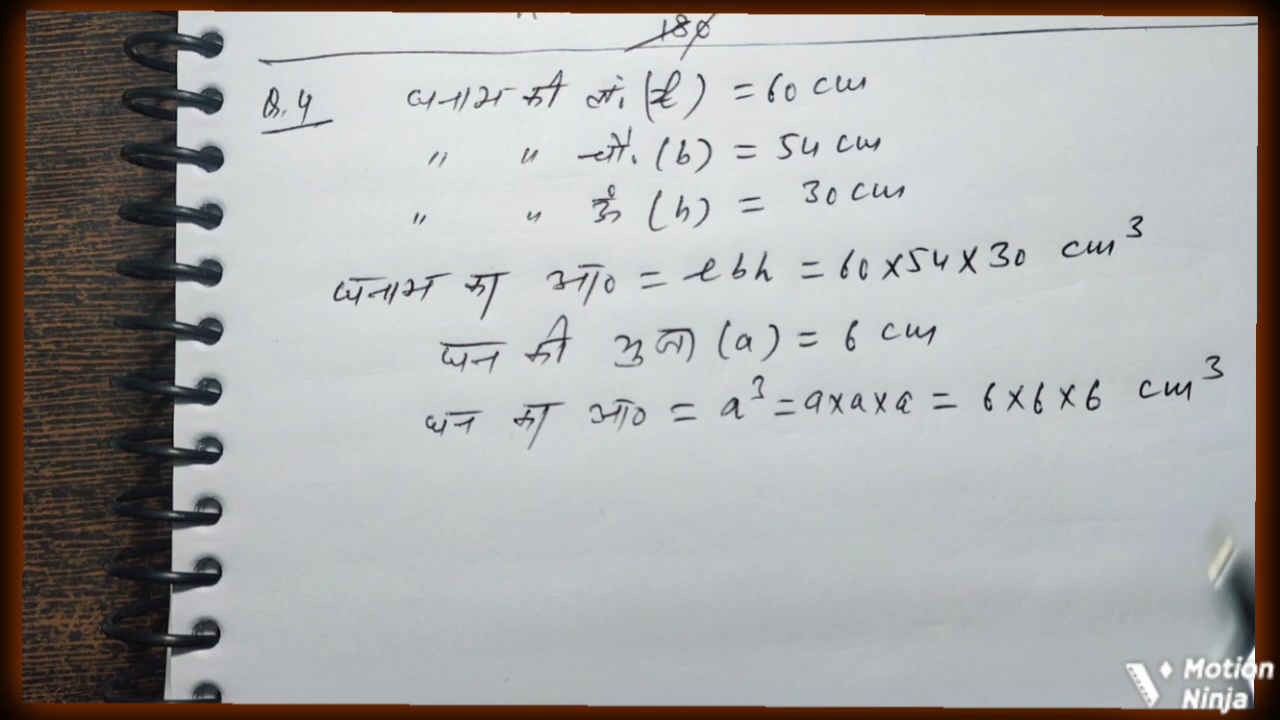 180
Q.4 घनाभ की लं. (l) = 60 cm
" " चौ. (b) = 54 cm
" " ऊँ (h) = 30 cm
घनाभ का आ० = lbh = 60×54×30 cm³
घन की भुजा (a) = 6 cm
घन का आ० = a³ = a×a×a = 6×6×6 cm³
Motion
Ninja